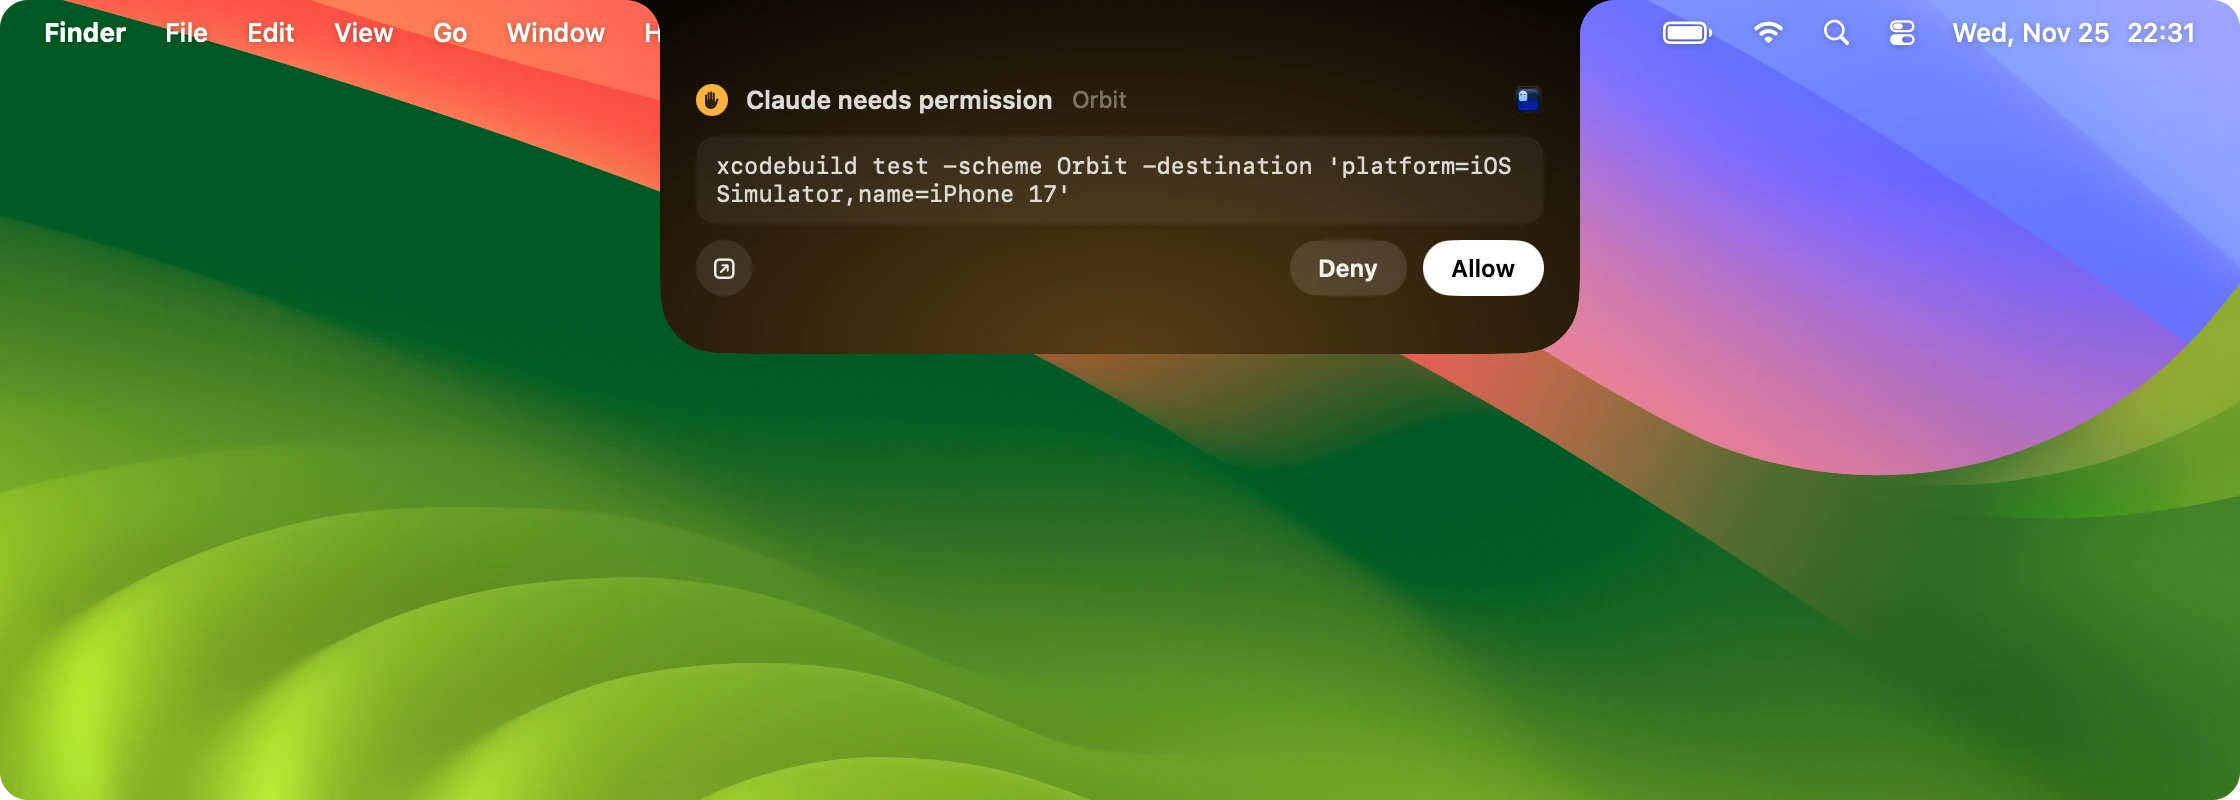 Finder File Edit View Go Window H
Wed, Nov 25 22:31
Claude needs permission Orbit
xcodebuild test -scheme Orbit -destination 'platform=iOS
Simulator,name=iPhone 17'
Deny Allow